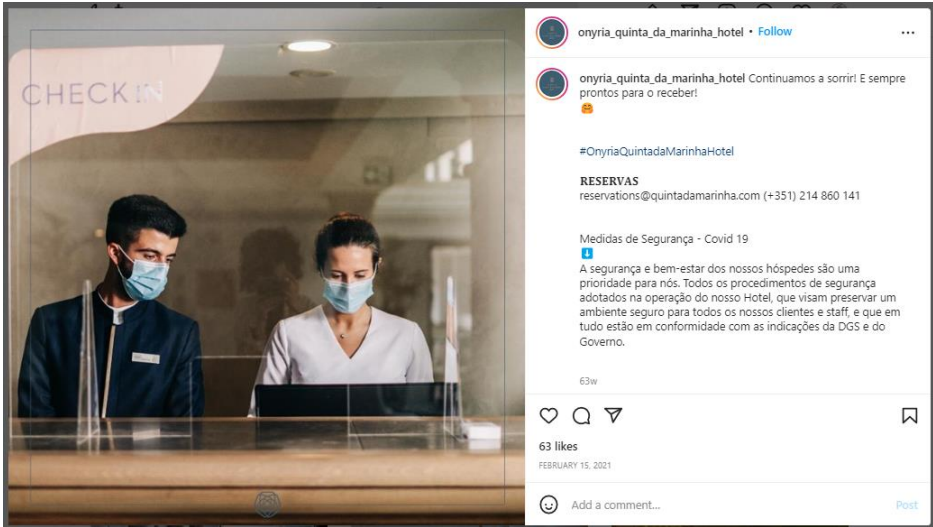 CHECK IN
onyria_quinta_da_marinha_hotel • Follow
onyria_quinta_da_marinha_hotel Continuamos a sorrir! E sempre
prontos para o receber!
🤗
#OnyriaQuintadaMarinhaHotel
RESERVAS
reservations@quintadamarinha.com (+351) 214 860 141
Medidas de Segurança - Covid 19
⬇️
A segurança e bem-estar dos nossos hóspedes são uma
prioridade para nós. Todos os procedimentos de segurança
adotados na operação do nosso Hotel, que visam preservar um
ambiente seguro para todos os nossos clientes e staff, e que em
tudo estão em conformidade com as indicações da DGS e do
Governo.
63w
63 likes
FEBRUARY 15, 2021
Add a comment...
Post